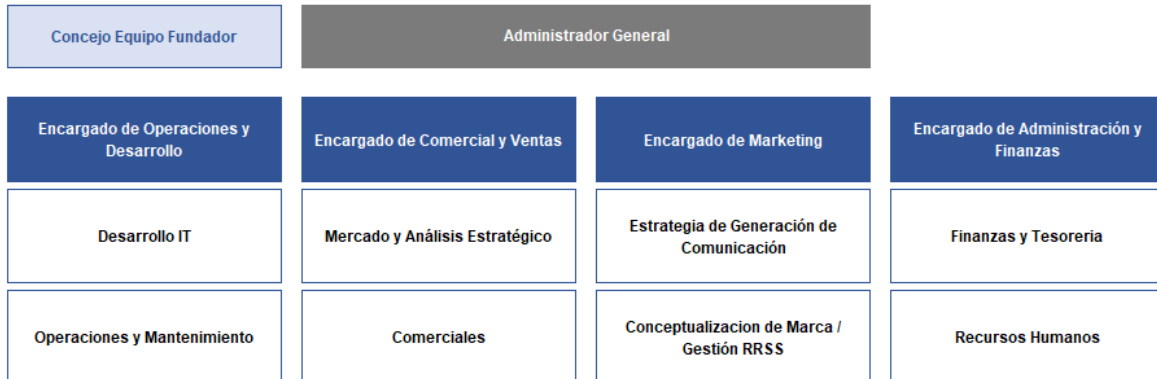 Concejo Equipo Fundador
Administrador General
Encargado de Operaciones y
Desarrollo
Encargado de Comercial y Ventas
Encargado de Marketing
Encargado de Administración y
Finanzas
Desarrollo IT
Mercado y Análisis Estratégico
Estrategia de Generación de
Comunicación
Finanzas y Tesoreria
Operaciones y Mantenimiento
Comerciales
Conceptualizacion de Marca /
Gestión RRSS
Recursos Humanos